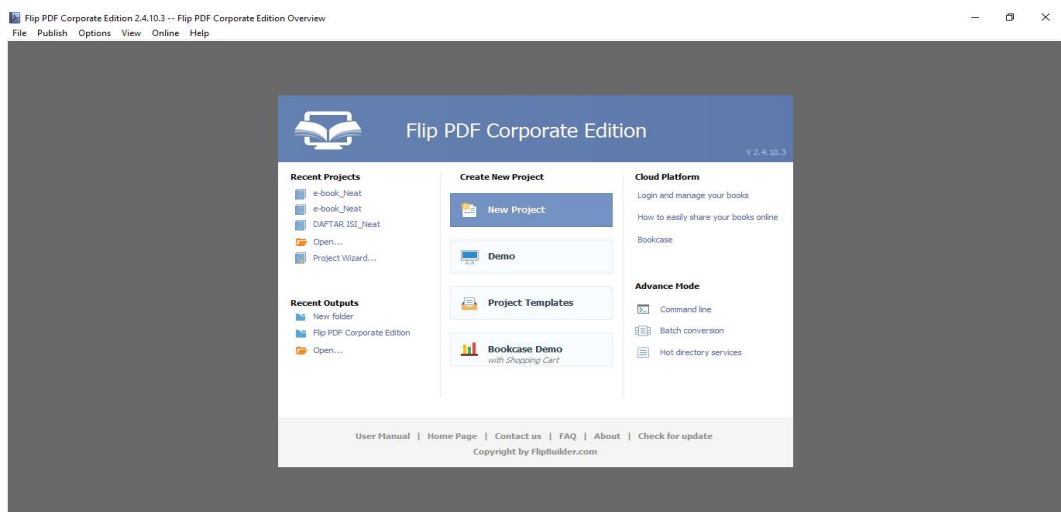 Flip PDF Corporate Edition 2.4.10.3 -- Flip PDF Corporate Edition Overview
File Publish Options View Online Help
Flip PDF Corporate Edition
V 2.4.10.3
Recent Projects
e-book_Neat
e-book_Neat
DAFTAR ISI_Neat
Open...
Project Wizard...
Recent Outputs
New folder
Flip PDF Corporate Edition
Open...
Create New Project
New Project
Demo
Project Templates
Bookcase Demo
with Shopping Cart
Cloud Platform
Login and manage your books
How to easily share your books online
Bookcase
Advance Mode
Command line
Batch conversion
Hot directory services
User Manual | Home Page | Contact us | FAQ | About | Check for update
Copyright by FlipBuilder.com